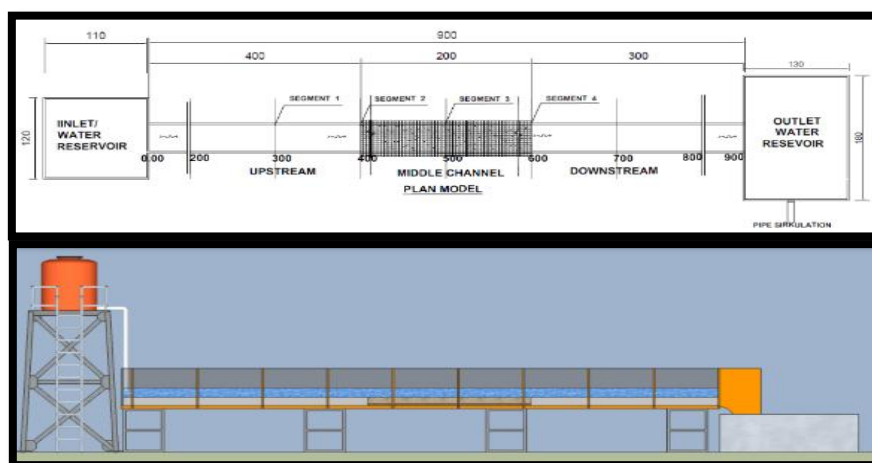 110
900
400
200
300
130
SEGMENT 1
SEGMENT 2
SEGMENT 3
SEGMENT 4
120
IINLET/
WATER
RESERVOIR
OUTLET
WATER
RESEVOIR
180
0.00
200
300
400
500
600
700
800
900
UPSTREAM
MIDDLE CHANNEL
DOWNSTREAM
PLAN MODEL
PIPE SIRKULATION